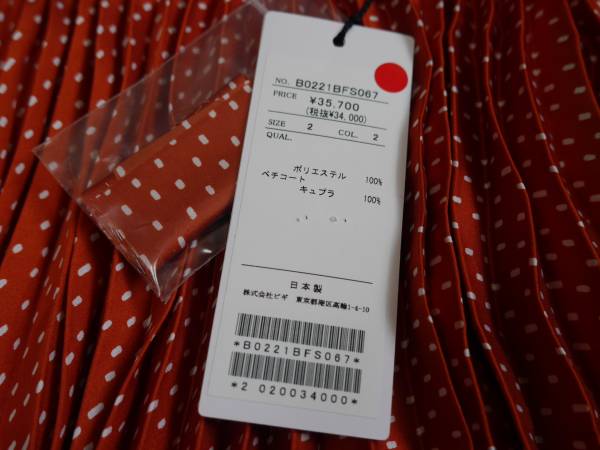 NO. B0221BFS067
PRICE ¥35,700
(税抜¥34,000)
SIZE 2 COL. 2
QUAL.
ポリエステル 100%
ペチコート
キュプラ 100%
日本製
株式会社ビギ 東京都港区高輪1-4-10
*B0221BFS067*
*2 020034000*